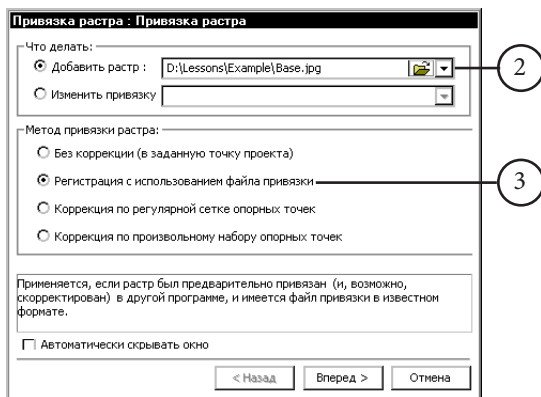 Привязка растра : Привязка растра
Что делать:
Добавить растр : D:\Lessons\Example\Base.jpg
2
Изменить привязку
Метод привязки растра:
Без коррекции (в заданную точку проекта)
Регистрация с использованием файла привязки
3
Коррекция по регулярной сетке опорных точек
Коррекция по произвольному набору опорных точек
Применяется, если растр был предварительно привязан (и, возможно,
скорректирован) в другой программе, и имеется файл привязки в известном
формате.
Автоматически скрывать окно
< Назад Вперед > Отмена